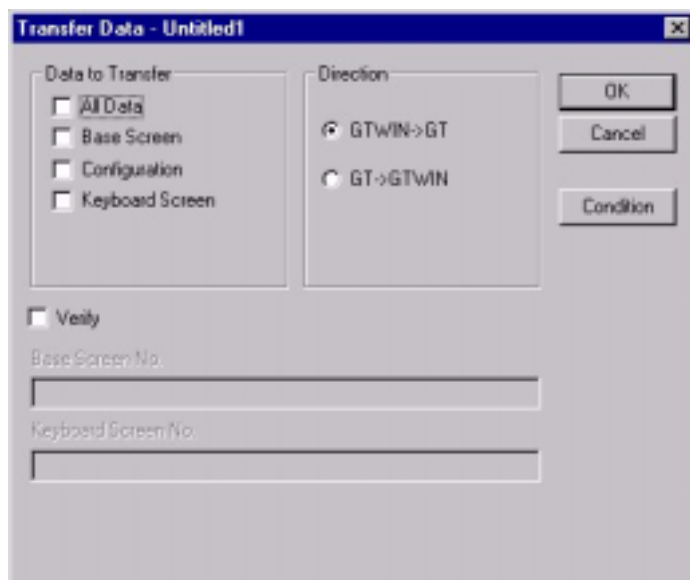 Transfer Data - Untitled1
Data to Transfer
All Data
Base Screen
Configuration
Keyboard Screen
Direction
GTWIN->GT
GT->GTWIN
OK
Cancel
Condition
Verify
Base Screen No.
Keyboard Screen No.